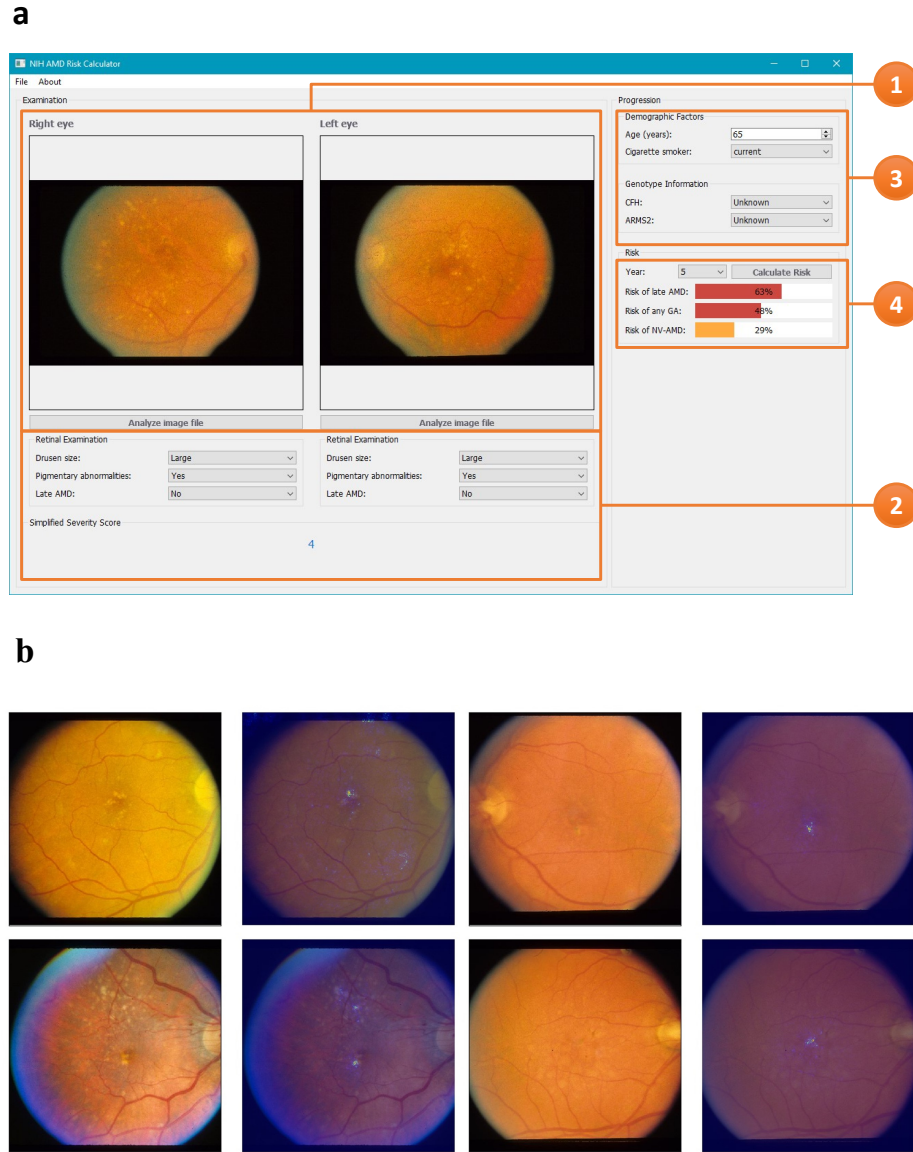 a
NIH AMD Risk Calculator
File About
Examination
Progression
1
Right eye
Left eye
Demographic Factors
Age (years): 65
Cigarette smoker: current
3
Genotype Information
CFH: Unknown
ARMS2: Unknown
Risk
Year: 5 Calculate Risk
Risk of late AMD: 63%
4
Risk of any GA: 48%
Risk of NV-AMD: 29%
Analyze image file
Analyze image file
Retinal Examination
Retinal Examination
Drusen size: Large
Drusen size: Large
Pigmentary abnormalities: Yes
Pigmentary abnormalities: Yes
Late AMD: No
Late AMD: No
2
Simplified Severity Score
4
b